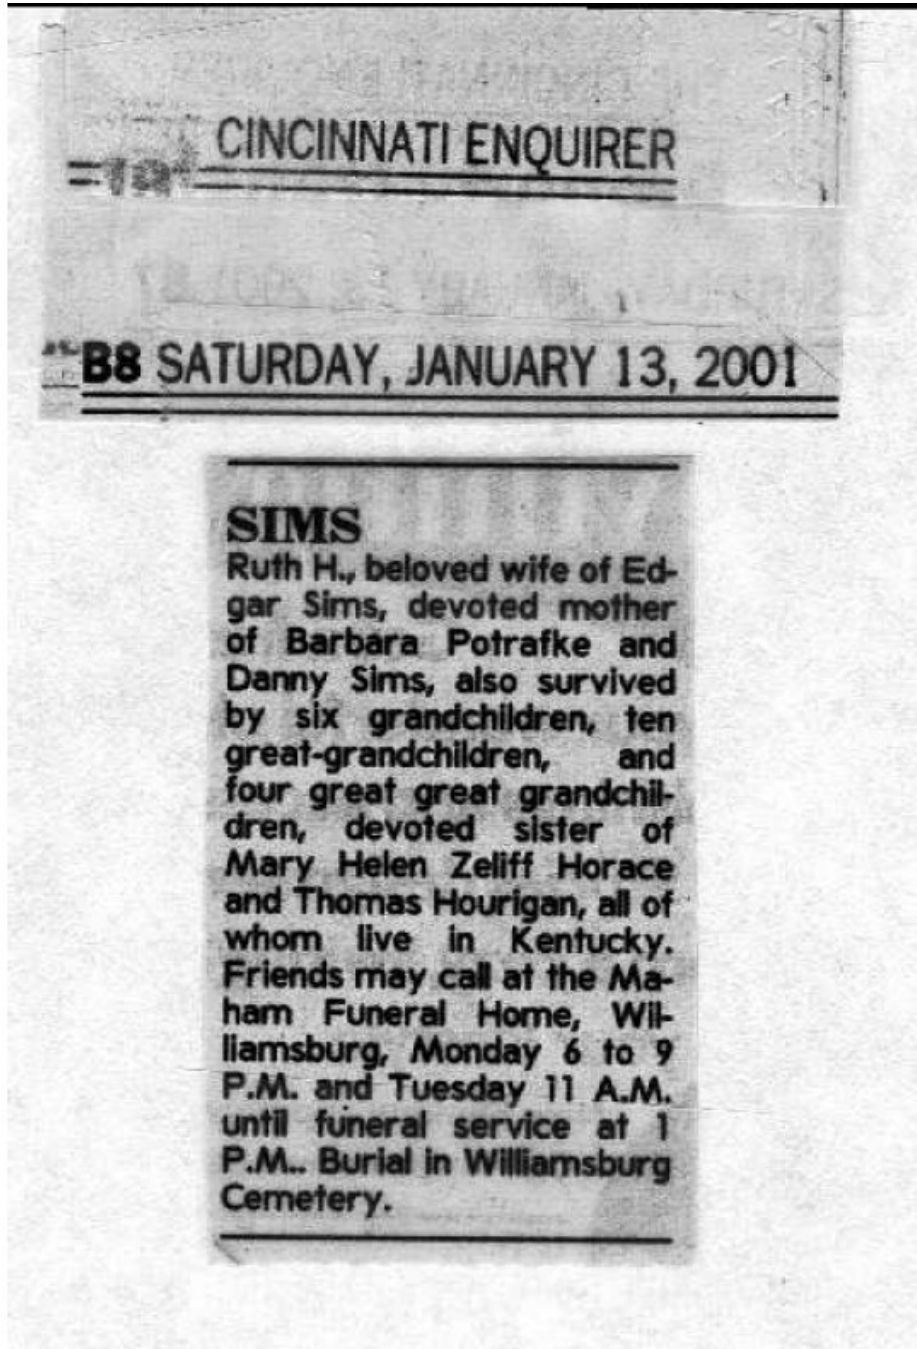 CINCINNATI ENQUIRER
B8 SATURDAY, JANUARY 13, 2001
SIMS
Ruth H., beloved wife of Ed-
gar Sims, devoted mother
of Barbara Potrafke and
Danny Sims, also survived
by six grandchildren, ten
great-grandchildren, and
four great great grandchil-
dren, devoted sister of
Mary Helen Zeliff Horace
and Thomas Hourigan, all of
whom live in Kentucky.
Friends may call at the Ma-
ham Funeral Home, Wil-
liamsburg, Monday 6 to 9
P.M. and Tuesday 11 A.M.
until funeral service at 1
P.M.. Burial in Williamsburg
Cemetery.